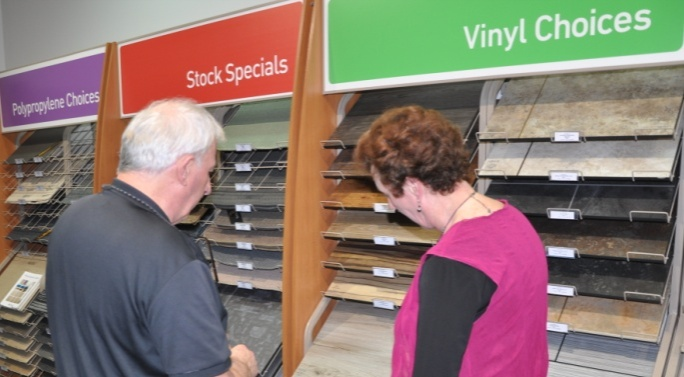 Polypropylene Choices
Stock Specials
Vinyl Choices